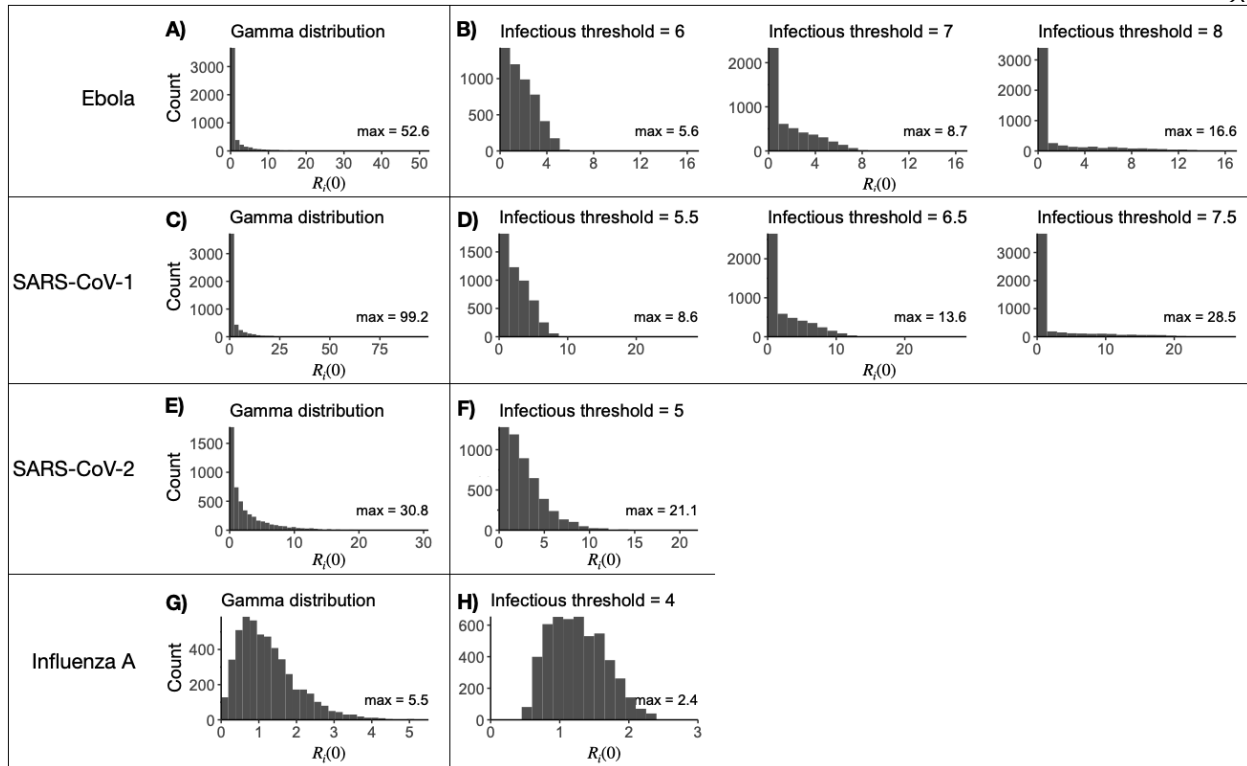 A) Gamma distribution
B) Infectious threshold = 6
Infectious threshold = 7
Infectious threshold = 8
Ebola
Count
3000
2000
1000
0
max = 52.6
0 10 20 30 40 50
R_i(0)
1000
500
0
max = 5.6
0 4 8 12 16
R_i(0)
2000
1000
0
max = 8.7
0 4 8 12 16
R_i(0)
3000
2000
1000
0
max = 16.6
0 4 8 12 16
R_i(0)
C) Gamma distribution
D) Infectious threshold = 5.5
Infectious threshold = 6.5
Infectious threshold = 7.5
SARS-CoV-1
Count
3000
2000
1000
0
max = 99.2
0 25 50 75
R_i(0)
1500
1000
500
0
max = 8.6
0 10 20
R_i(0)
2000
1000
0
max = 13.6
0 10 20
R_i(0)
3000
2000
1000
0
max = 28.5
0 10 20
R_i(0)
E) Gamma distribution
F) Infectious threshold = 5
SARS-CoV-2
Count
1500
1000
500
0
max = 30.8
0 10 20 30
R_i(0)
1000
500
0
max = 21.1
0 5 10 15 20
R_i(0)
G) Gamma distribution
H) Infectious threshold = 4
Influenza A
Count
400
200
0
max = 5.5
0 1 2 3 4 5
R_i(0)
600
400
200
0
max = 2.4
0 1 2 3
R_i(0)